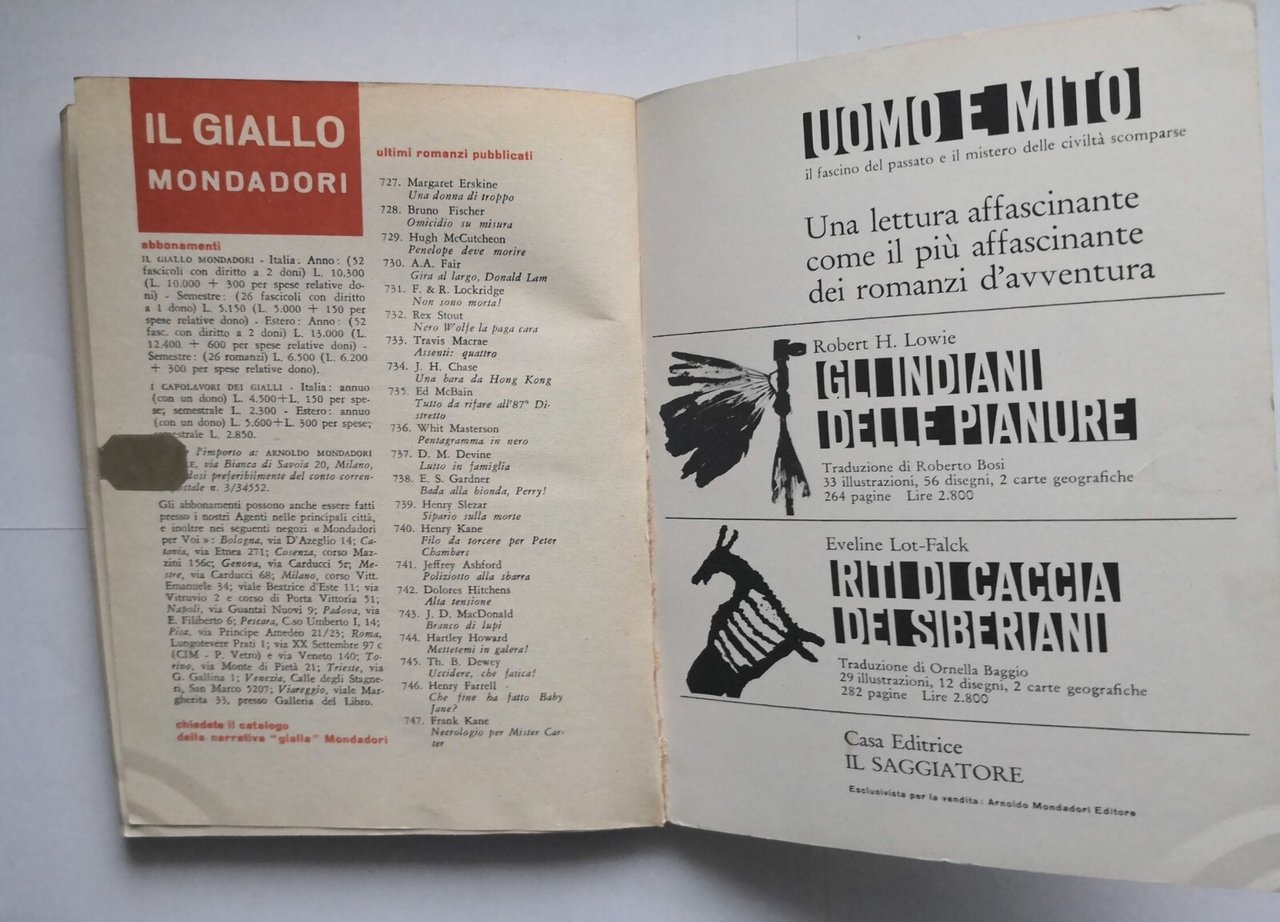 IL GIALLO
MONDADORI
abbonamenti
IL GIALLO MONDADORI - Italia: Anno: (52
fascicoli con diritto a 2 doni) L. 10.300
(L. 10.000 + 300 per spese relative do-
ni) - Semestre: (26 fascicoli con diritto
a 1 dono) L. 5.150 (L. 5.000 + 150 per
spese relative dono) - Estero: Anno: (52
fasc. con diritto a 2 doni) L. 13.000 (L.
12.400. + 600 per spese relative doni) -
Semestre: (26 romanzi) L. 6.500 (L. 6.200
+ 300 per spese relative dono).
I CAPOLAVORI DEI GIALLI - Italia: annuo
(con un dono) L. 4.500+L. 150 per spe-
se; semestrale L. 2.300 - Estero: annuo
(con un dono) L. 5.600+L. 300 per spese;
L. 2.850.
l'importo a: ARNOLDO MONDADORI
via Bianca di Savoia 20, Milano,
preferibilmente del conto corren-
n. 3/34552.
Gli abbonamenti possono anche essere fatti
presso i nostri Agenti nelle principali città,
e inoltre nei seguenti negozi « Mondadori
per Voi »: Bologna, via D'Azeglio 14; Ca-
tania, via Etnea 271; Cosenza, corso Maz-
zini 156c; Genova, via Carducci 5r; Me-
stre, via Carducci 68; Milano, corso Vitt.
Emanuele 34; viale Beatrice d'Este 11; via
Vitruvio 2 e corso di Porta Vittoria 51;
Napoli, via Guantai Nuovi 9; Padova, via
E. Filiberto 6; Pescara, C.so Umberto I, 14;
Pisa, via Principe Amedeo 21/23; Roma,
Lungotevere Prati 1; via XX Settembre 97 c
(CIM - P. Vetro) e via Veneto 140; To-
rino, via Monte di Pietà 21; Trieste, via
G. Gallina 1; Venezia, Calle degli Stagne-
ri, San Marco 5207; Viareggio, viale Mar-
gherita 33, presso Galleria del Libro.
chiedete il catalogo
della narrativa "gialla" Mondadori
ultimi romanzi pubblicati
727. Margaret Erskine
Una donna di troppo
728. Bruno Fischer
Omicidio su misura
729. Hugh McCutcheon
Penelope deve morire
730. A.A. Fair
Gira al largo, Donald Lam
731. F. & R. Lockridge
Non sono morta!
732. Rex Stout
Nero Wolfe la paga cara
733. Travis Macrae
Assenti: quattro
734. J. H. Chase
Una bara da Hong Kong
735. Ed McBain
Tutto da rifare all'87° Di-
stretto
736. Whit Masterson
Pentagramma in nero
737. D. M. Devine
Lutto in famiglia
738. E. S. Gardner
Bada alla bionda, Perry!
739. Henry Slezar
Sipario sulla morte
740. Henry Kane
Filo da torcere per Peter
Chambers
741. Jeffrey Ashford
Poliziotto alla sbarra
742. Dolores Hitchens
Alta tensione
743. J. D. MacDonald
Branco di lupi
744. Hartley Howard
Mettetemi in galera!
745. Th. B. Dewey
Uccidere, che fatica!
746. Henry Farrell
Che fine ha fatto Baby
Jane?
747. Frank Kane
Necrologio per Mister Car-
ter
UOMO E MITO
il fascino del passato e il mistero delle civiltà scomparse
Una lettura affascinante
come il più affascinante
dei romanzi d'avventura
Robert H. Lowie
GLI INDIANI
DELLE PIANURE
Traduzione di Roberto Bosi
33 illustrazioni, 56 disegni, 2 carte geografiche
264 pagine Lire 2.800
Eveline Lot-Falck
RITI DI CACCIA
DEI SIBERIANI
Traduzione di Ornella Baggio
29 illustrazioni, 12 disegni, 2 carte geografiche
282 pagine Lire 2.800
Casa Editrice
IL SAGGIATORE
Esclusivista per la vendita: Arnoldo Mondadori Editore